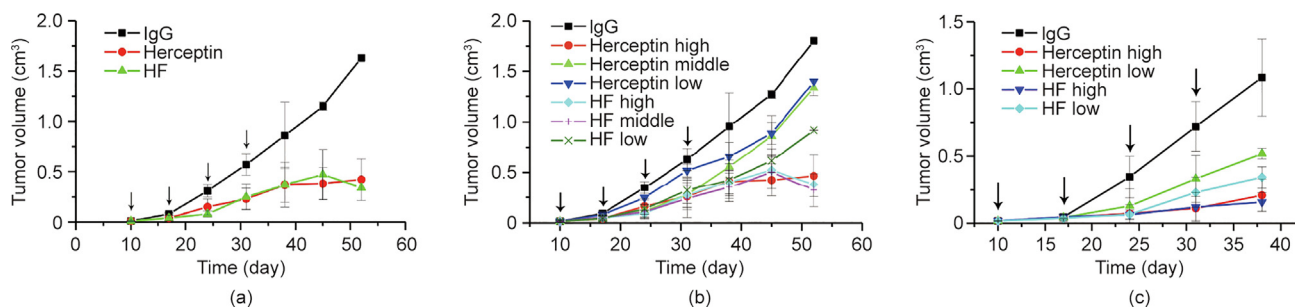 Tumor volume (cm³)
2.0
1.5
1.0
0.5
0
IgG
Herceptin
HF
0
10
20
30
40
50
60
Time (day)
(a)
Tumor volume (cm³)
2.0
1.5
1.0
0.5
0
IgG
Herceptin high
Herceptin middle
Herceptin low
HF high
HF middle
HF low
0
10
20
30
40
50
60
Time (day)
(b)
Tumor volume (cm³)
1.5
1.0
0.5
0
IgG
Herceptin high
Herceptin low
HF high
HF low
10
15
20
25
30
35
40
Time (day)
(c)